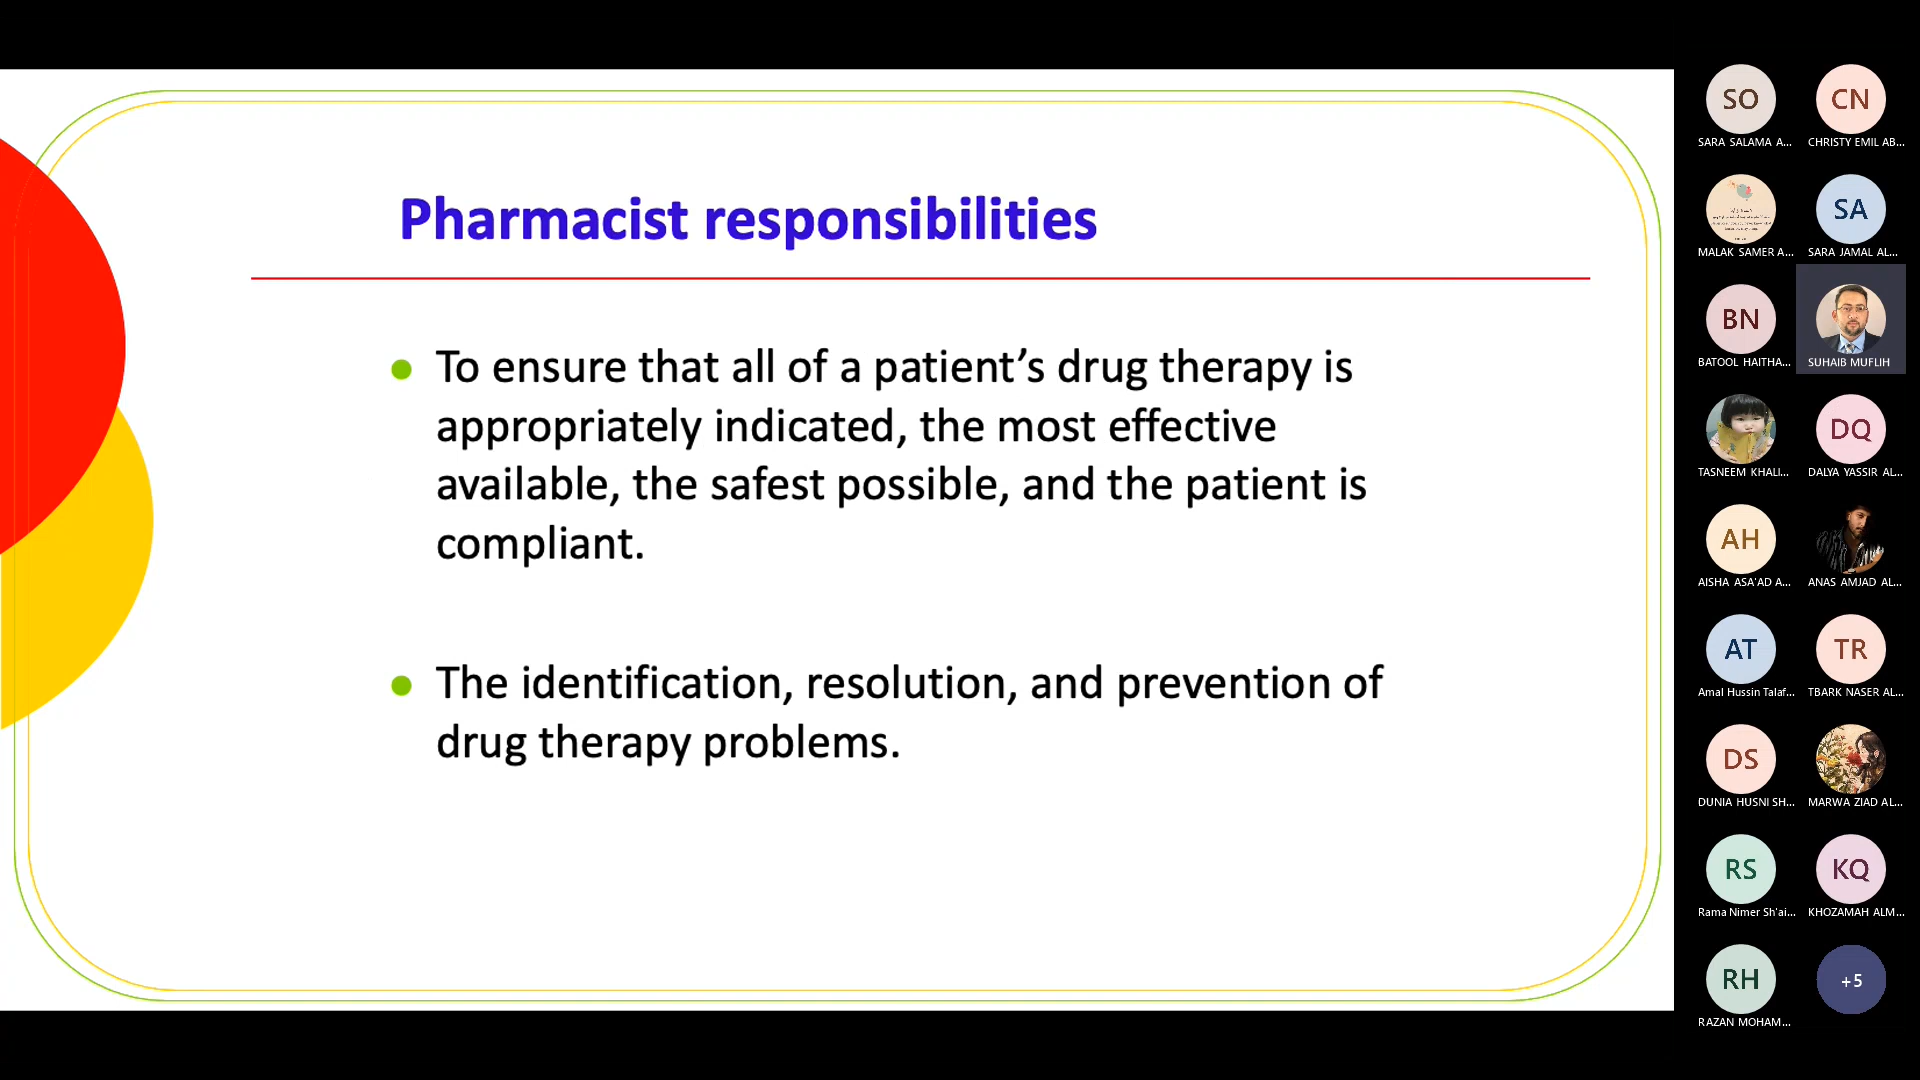 Pharmacist responsibilities
To ensure that all of a patient’s drug therapy is
appropriately indicated, the most effective
available, the safest possible, and the patient is
compliant.
The identification, resolution, and prevention of
drug therapy problems.
SO
SARA SALAMA A...
CN
CHRISTY EMIL AB...
MALAK SAMER A...
SA
SARA JAMAL AL...
BN
BATOOL HAITHA...
SUHAIB MUFLIH
TASNEEM KHALI...
DQ
DALYA YASSIR AL...
AH
AISHA ASA'AD A...
ANAS AMJAD AL...
AT
Amal Hussin Talaf...
TR
TBARK NASER AL...
DS
DUNIA HUSNI SH...
MARWA ZIAD AL...
RS
Rama Nimer Sh'ai...
KQ
KHOZAMAH ALM...
RH
RAZAN MOHAM...
+5